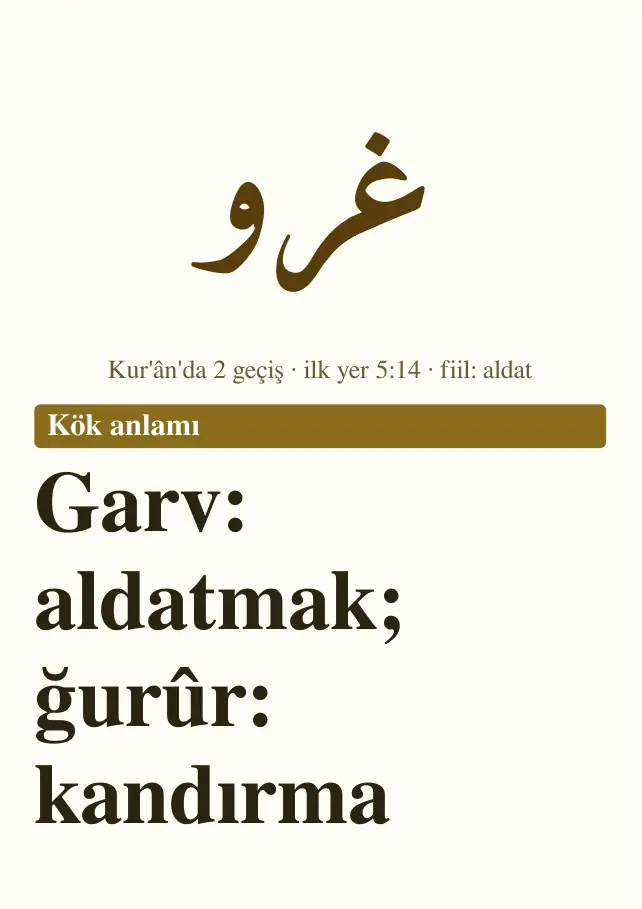 غرو
Kur'ân'da 2 geçiş · ilk yer 5:14 · fiil: aldat
Kök anlamı
Garv:
aldatmak;
ğurûr:
kandırma